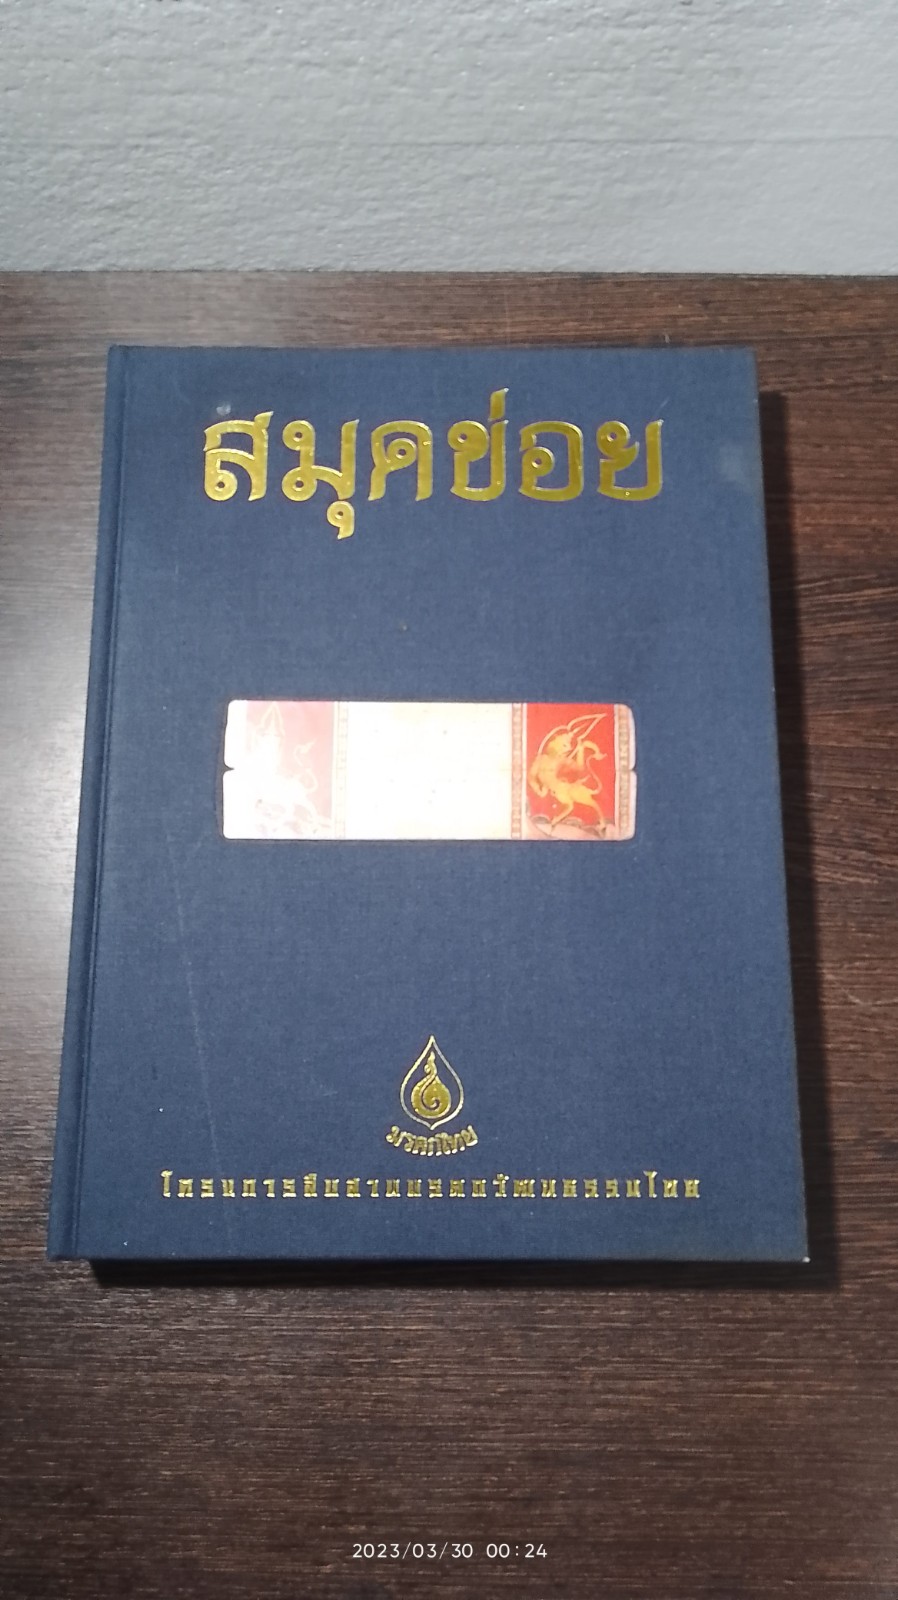 สมุดข่อย
มรดกไทย
โครงการสืบสานมรดกวัฒนธรรมไทย
2023/03/30 00:24